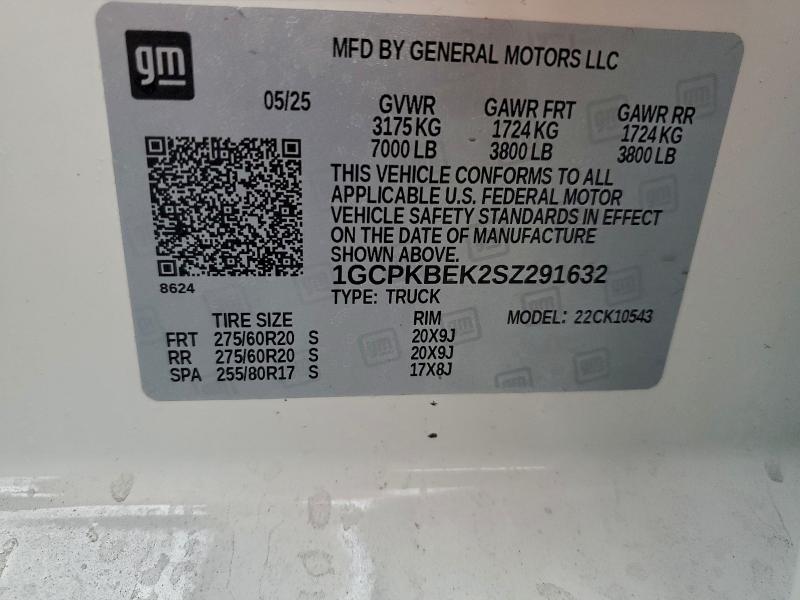 gm
MFD BY GENERAL MOTORS LLC
05/25 GVWR GAWR FRT GAWR RR
3175 KG 1724 KG 1724 KG
7000 LB 3800 LB 3800 LB
THIS VEHICLE CONFORMS TO ALL
APPLICABLE U.S. FEDERAL MOTOR
VEHICLE SAFETY STANDARDS IN EFFECT
ON THE DATE OF MANUFACTURE
SHOWN ABOVE.
8624
1GCPKBEK2SZ291632
TYPE: TRUCK
TIRE SIZE RIM MODEL: 22CK10543
FRT 275/60R20 S 20X9J
RR 275/60R20 S 20X9J
SPA 255/80R17 S 17X8J